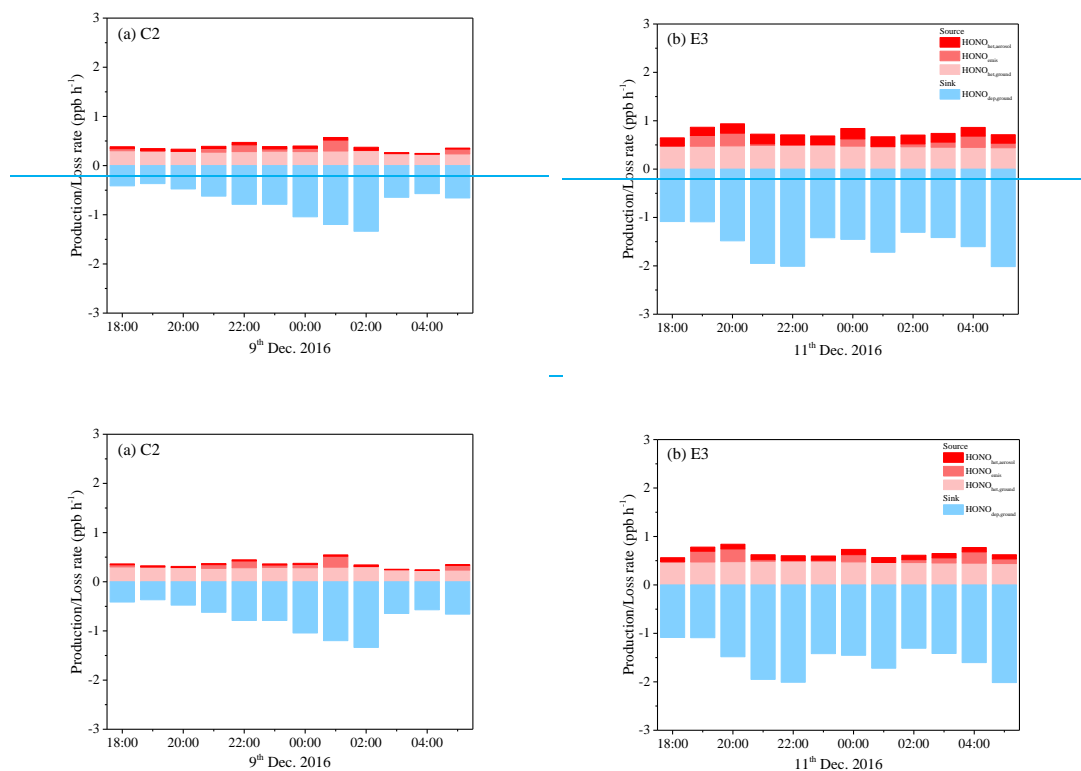 (a) C2
Production/Loss rate (ppb h⁻¹)
3
2
1
0
-1
-2
-3
18:00 20:00 22:00 00:00 02:00 04:00
9th Dec. 2016
(b) E3
Source
HONOhet,aerosol
HONOemis
HONOhet,ground
Sink
HONOdep,ground
Production/Loss rate (ppb h⁻¹)
3
2
1
0
-1
-2
-3
18:00 20:00 22:00 00:00 02:00 04:00
11th Dec. 2016
(a) C2
Production/Loss rate (ppb h⁻¹)
3
2
1
0
-1
-2
-3
18:00 20:00 22:00 00:00 02:00 04:00
9th Dec. 2016
(b) E3
Source
HONOhet,aerosol
HONOemis
HONOhet,ground
Sink
HONOdep,ground
Production/Loss rate (ppb h⁻¹)
3
2
1
0
-1
-2
-3
18:00 20:00 22:00 00:00 02:00 04:00
11th Dec. 2016